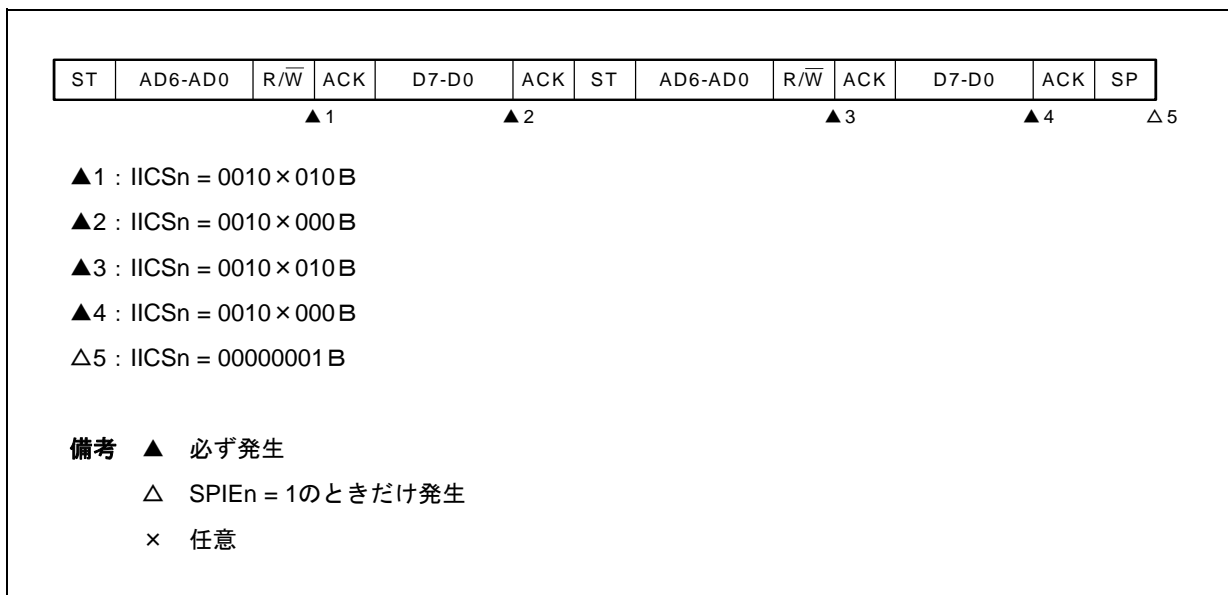 ST AD6-AD0 R/W̅ ACK D7-D0 ACK ST AD6-AD0 R/W̅ ACK D7-D0 ACK SP
▲1 ▲2 ▲3 ▲4 △5
▲1：IICSn = 0010×010B
▲2：IICSn = 0010×000B
▲3：IICSn = 0010×010B
▲4：IICSn = 0010×000B
△5：IICSn = 00000001B
備考 ▲ 必ず発生
△ SPIEn = 1のときだけ発生
× 任意